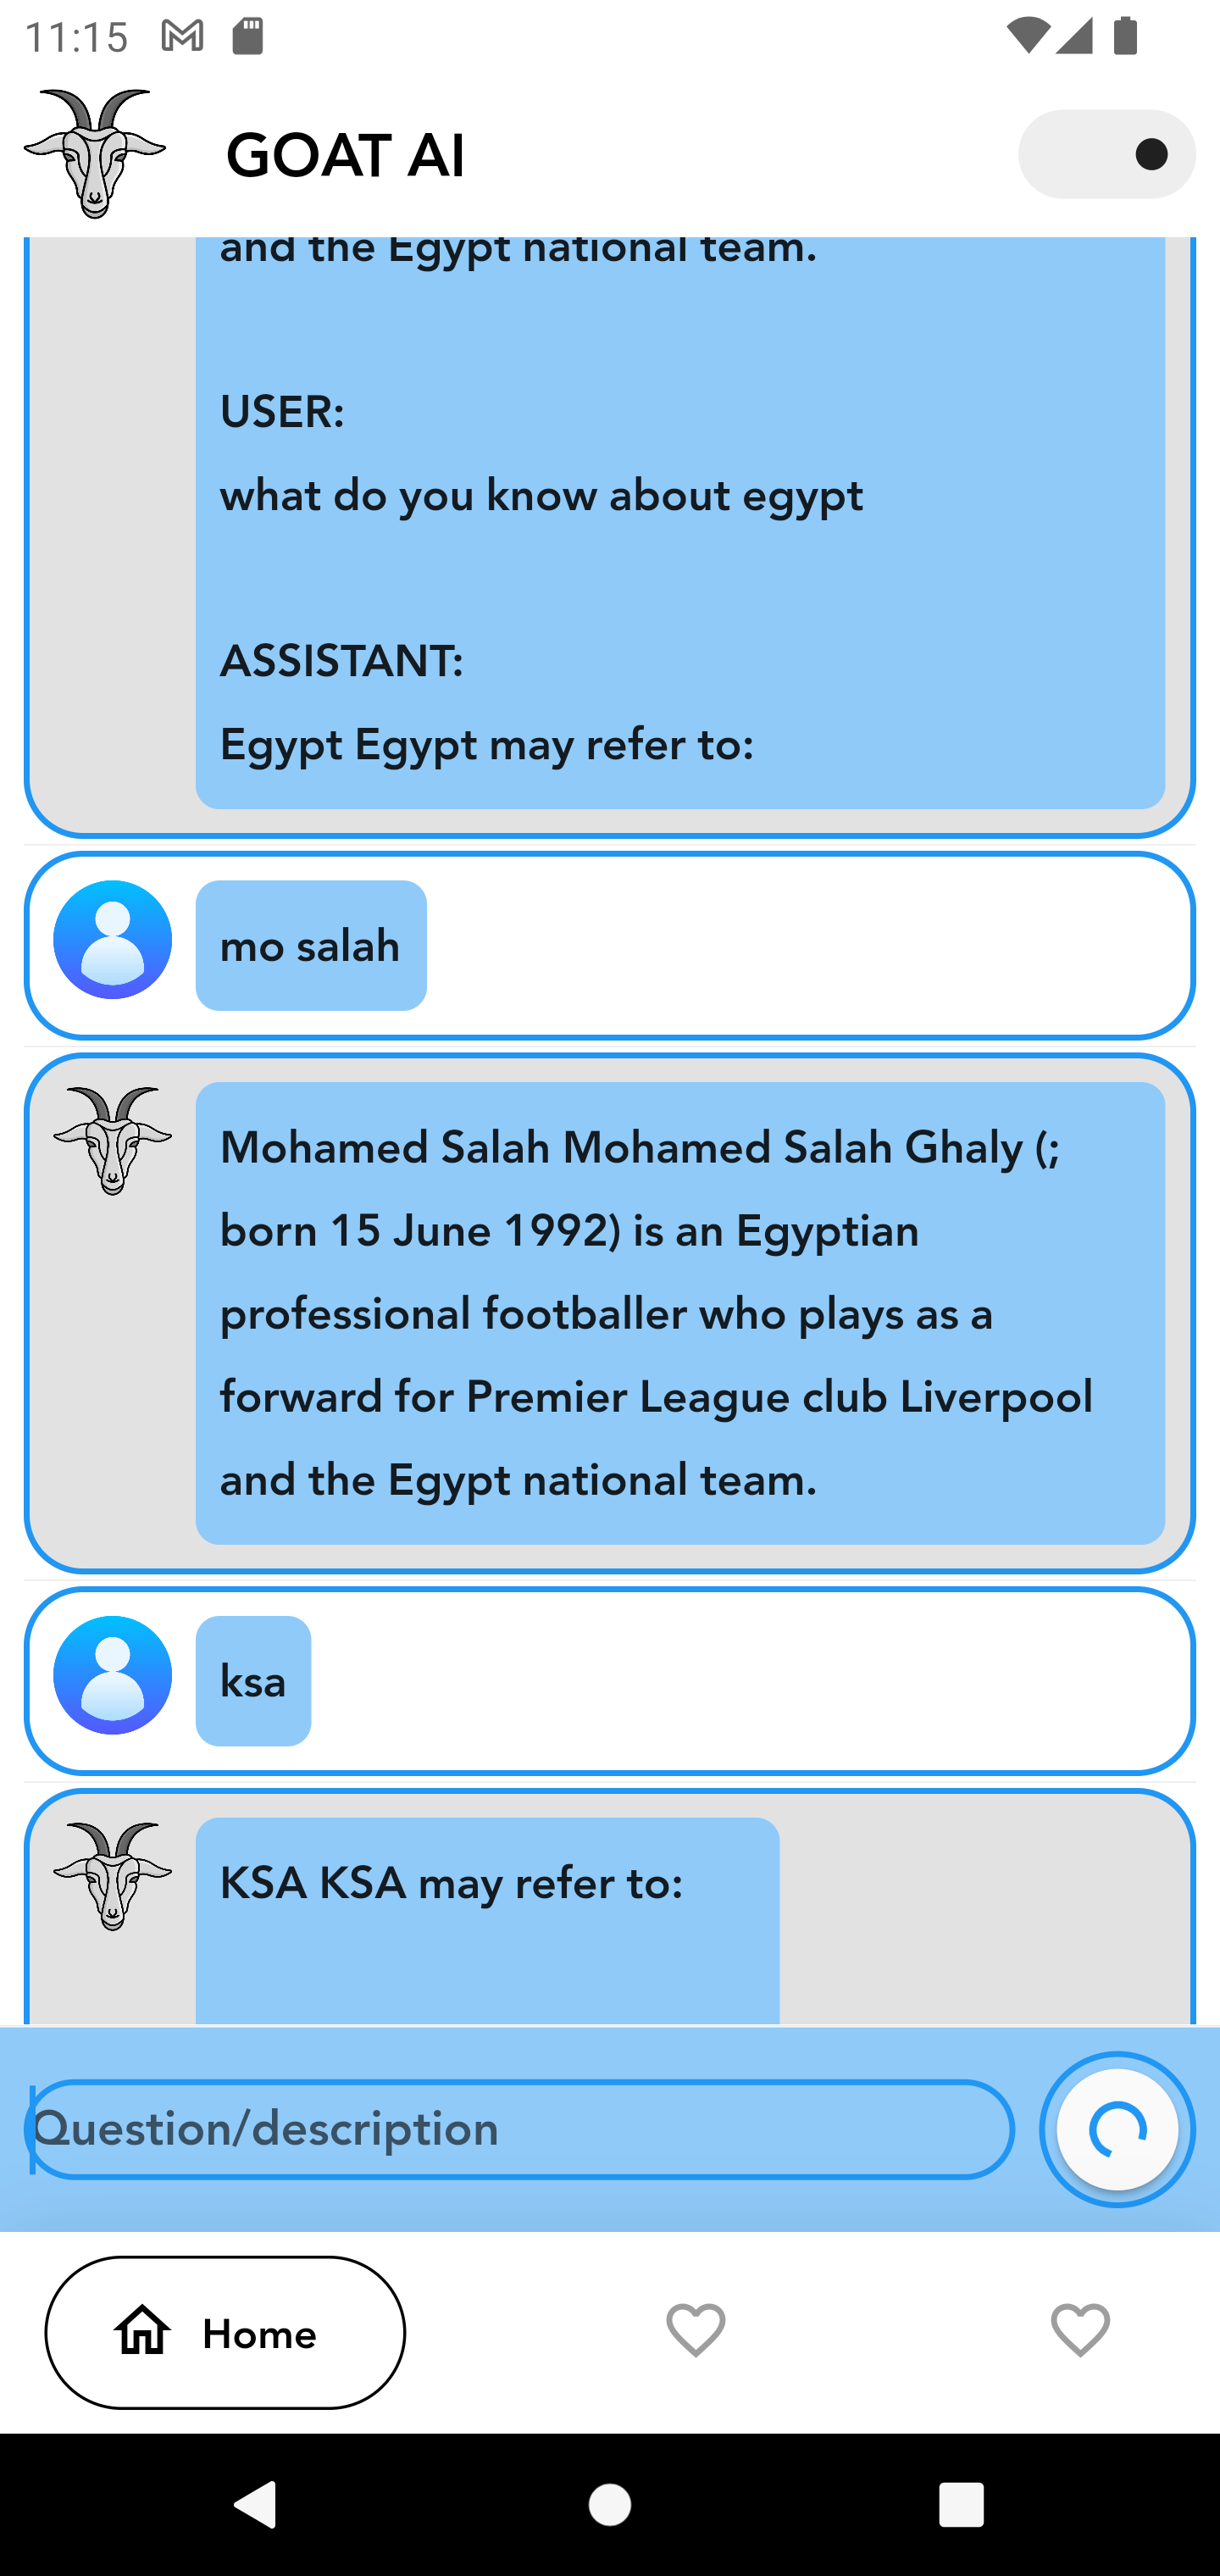 11:15
GOAT AI
and the Egypt national team.
USER:
what do you know about egypt
ASSISTANT:
Egypt Egypt may refer to:
mo salah
Mohamed Salah Mohamed Salah Ghaly (;
born 15 June 1992) is an Egyptian
professional footballer who plays as a
forward for Premier League club Liverpool
and the Egypt national team.
ksa
KSA KSA may refer to:
Question/description
Home